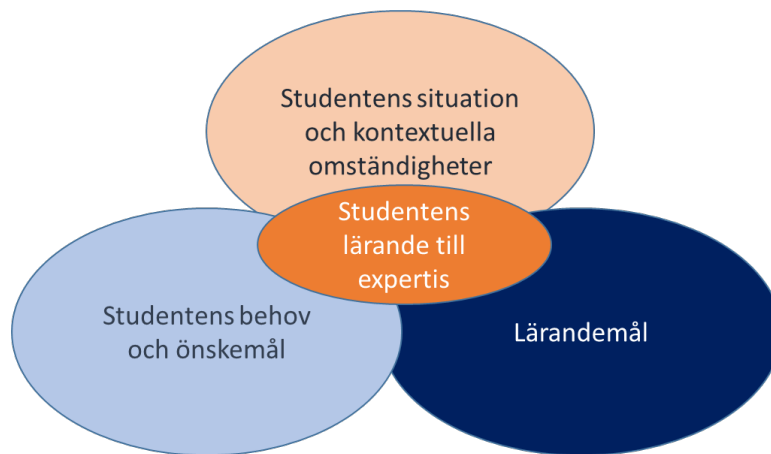 Studentens situation
och kontextuella
omständigheter
Studentens
lärande till
expertis
Studentens behov
och önskemål
Lärandemål